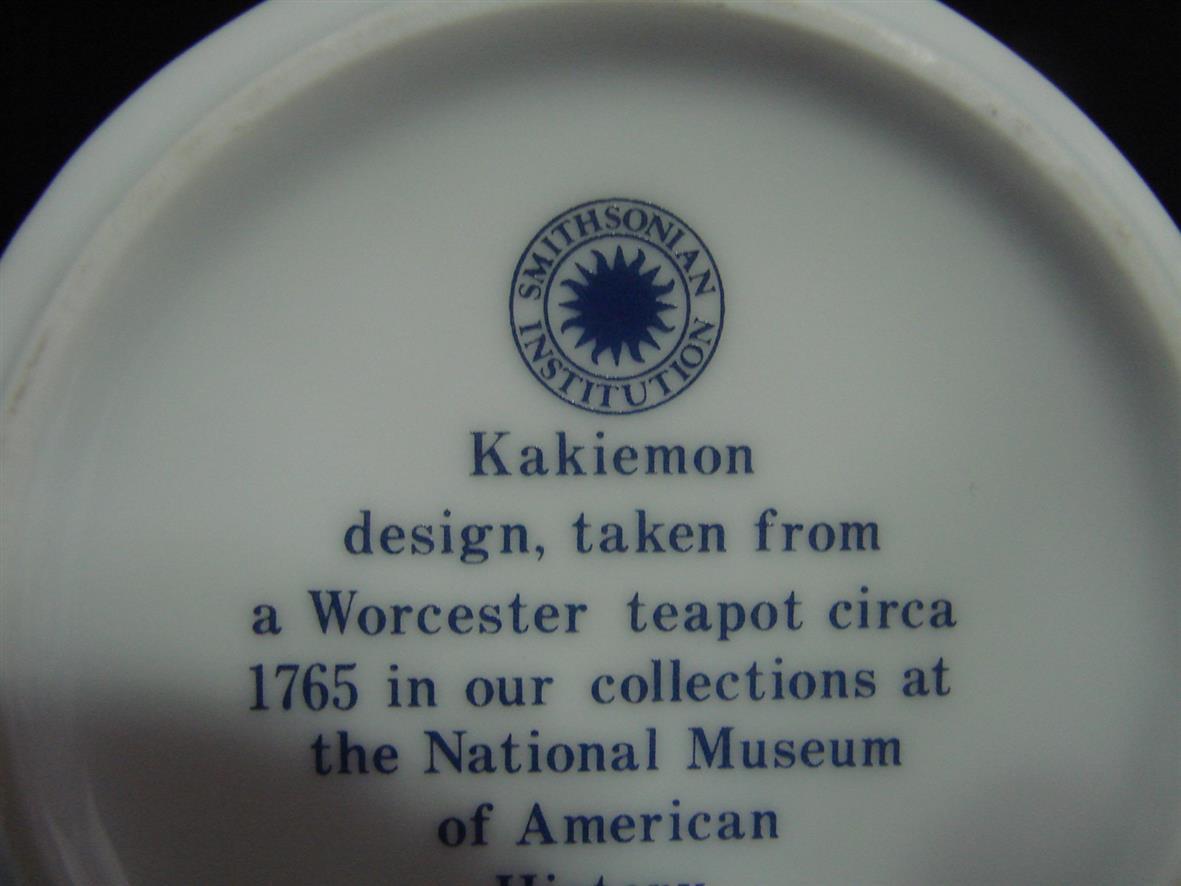 SMITHSONIAN
INSTITUTION
Kakiemon
design, taken from
a Worcester teapot circa
1765 in our collections at
the National Museum
of American
History